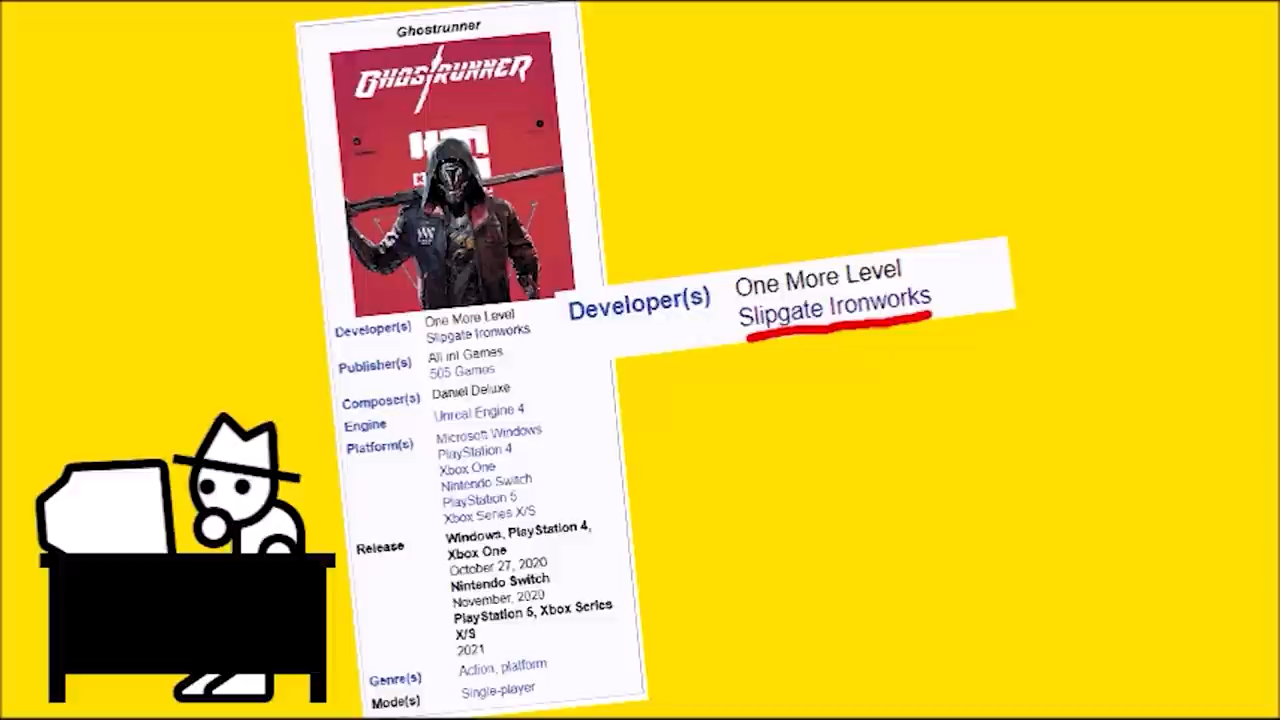 Ghostrunner
GHOSTRUNNER
Developer(s) One More Level
Slipgate Ironworks
Developer(s) One More Level
Slipgate Ironworks
Publisher(s) All in! Games
505 Games
Composer(s) Daniel Deluxe
Engine Unreal Engine 4
Platform(s) Microsoft Windows
PlayStation 4
Xbox One
Nintendo Switch
PlayStation 5
Xbox Series X/S
Release Windows, PlayStation 4,
Xbox One
October 27, 2020
Nintendo Switch
November, 2020
PlayStation 5, Xbox Series
X/S
2021
Genre(s) Action, platform
Mode(s) Single-player